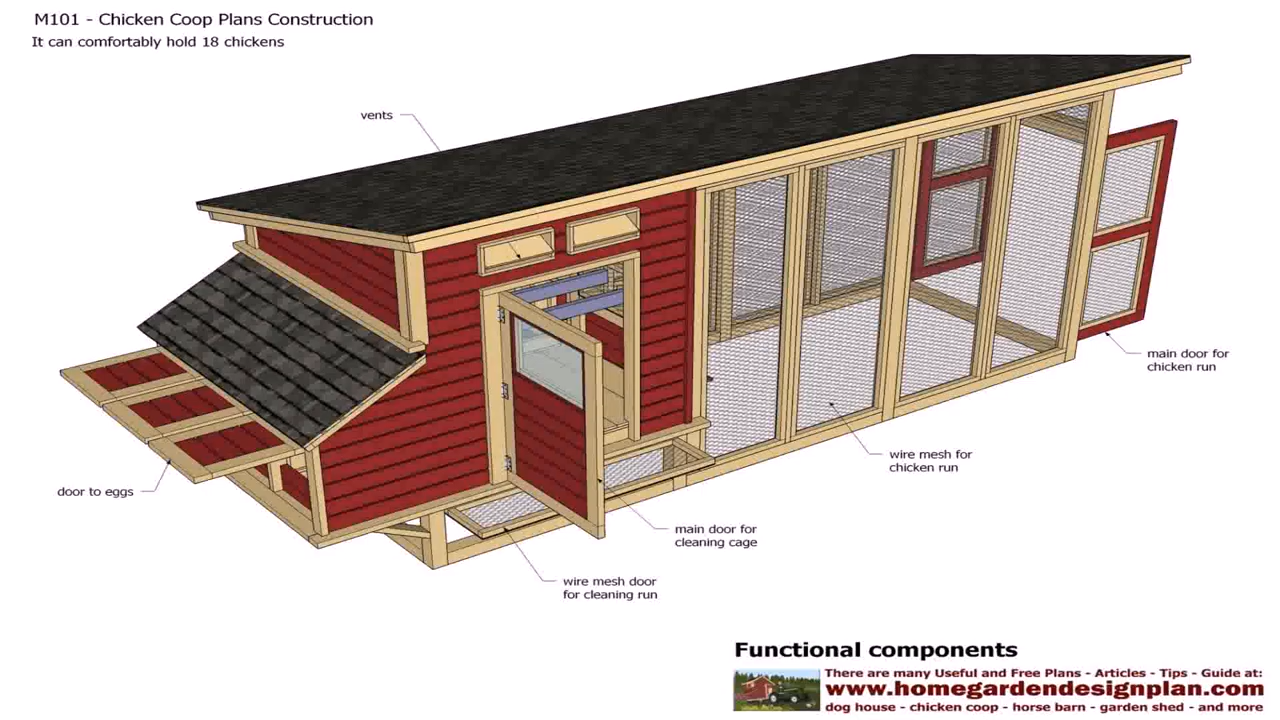 M101 - Chicken Coop Plans Construction
It can comfortably hold 18 chickens
vents
main door for
chicken run
wire mesh for
chicken run
door to eggs
main door for
cleaning cage
wire mesh door
for cleaning run
Functional components
There are many Useful and Free Plans - Articles - Tips - Guide at:
www.homegardendesignplan.com
dog house - chicken coop - horse barn - garden shed - and more